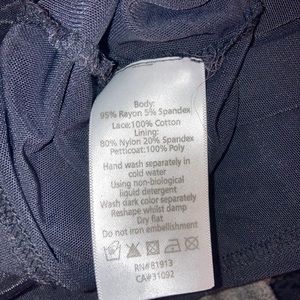 Body:
95% Rayon 5% Spandex
Lace:100% Cotton
Lining:
80% Nylon 20% Spandex
Petticoat:100% Poly
Hand wash separately in
cold water
Using non-biological
liquid detergent
Wash dark color separately
Reshape whilst damp
Dry flat
Do not iron embellishment
RN#81913
CA#31092